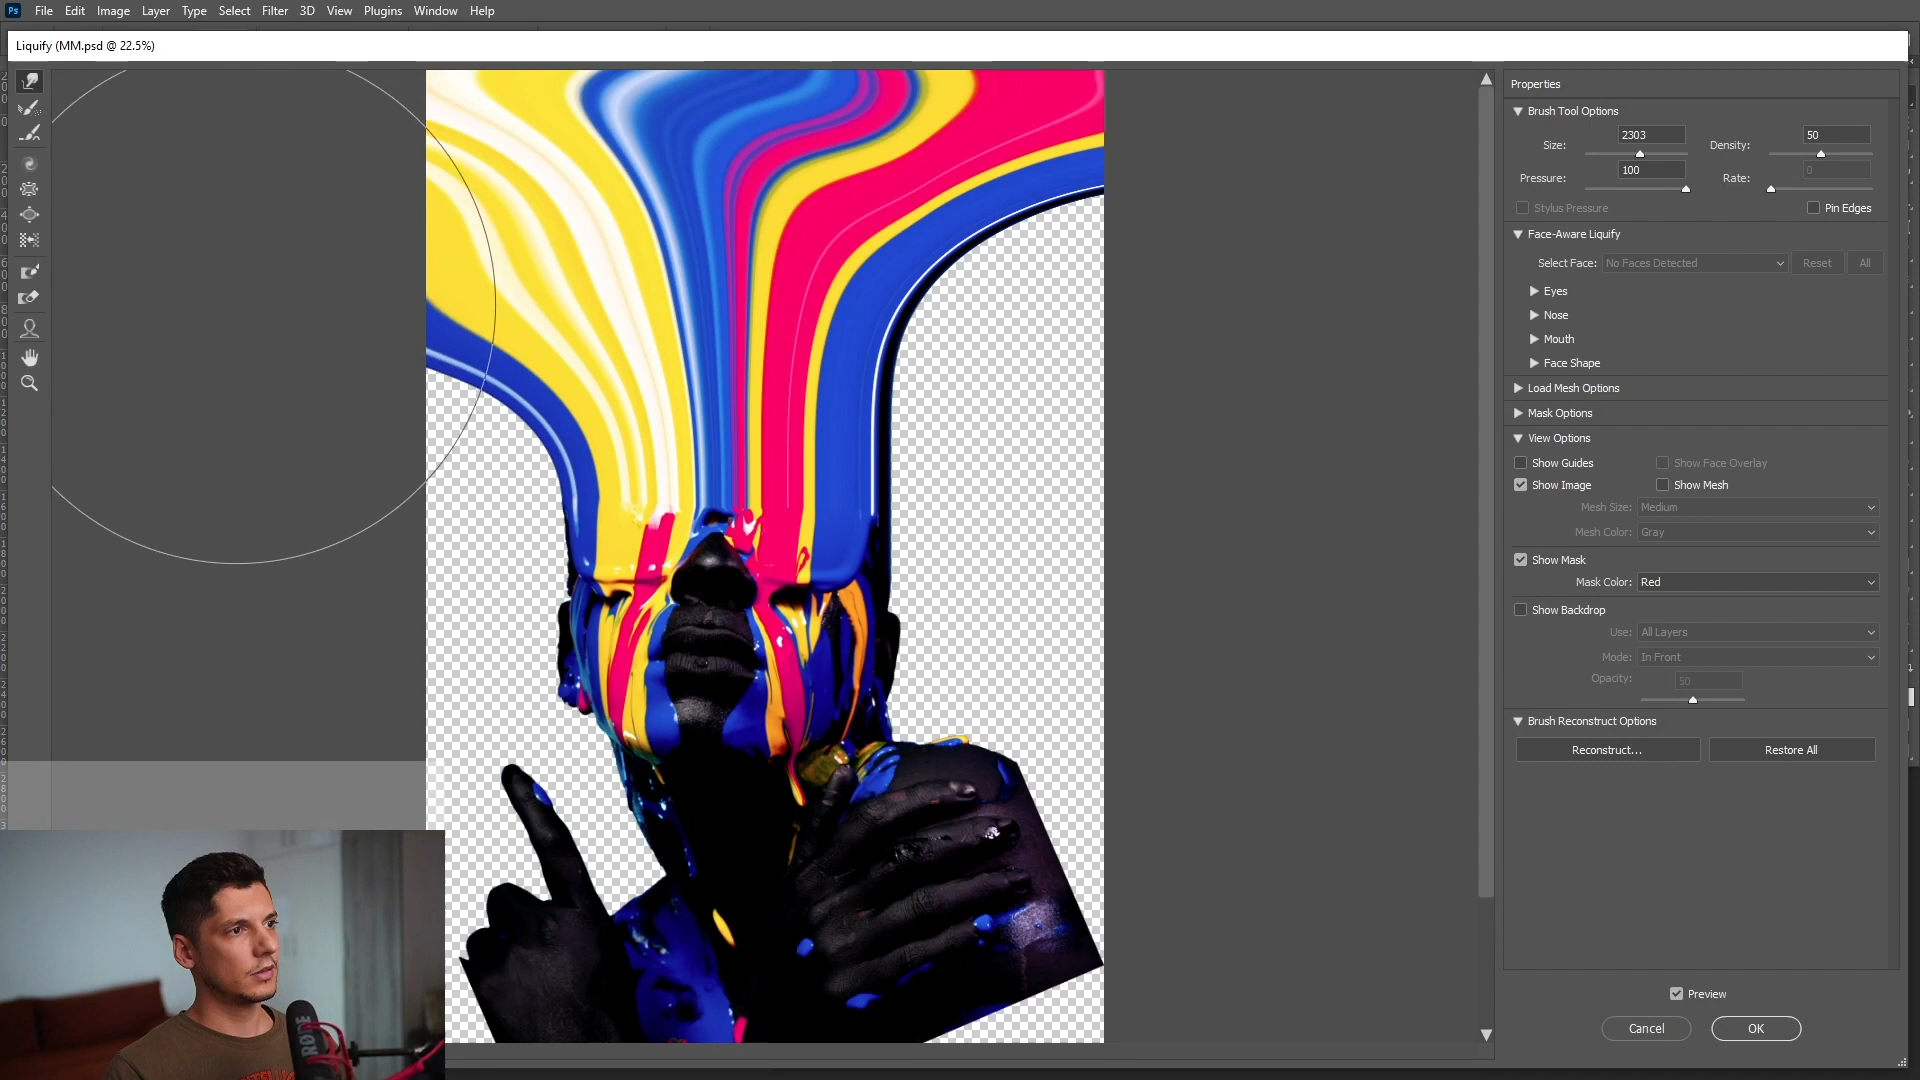 Ps File Edit Image Layer Type Select Filter 3D View Plugins Window Help
Liquify (MM.psd @ 22.5%)
Properties
Brush Tool Options
Size: 2303 Density: 50
Pressure: 100 Rate: 0
Stylus Pressure Pin Edges
Face-Aware Liquify
Select Face: No Faces Detected Reset All
Eyes
Nose
Mouth
Face Shape
Load Mesh Options
Mask Options
View Options
Show Guides Show Face Overlay
Show Image Show Mesh
Mesh Size: Medium
Mesh Color: Gray
Show Mask
Mask Color: Red
Show Backdrop
Use: All Layers
Mode: In Front
Opacity: 50
Brush Reconstruct Options
Reconstruct... Restore All
Preview
Cancel OK
RØDE